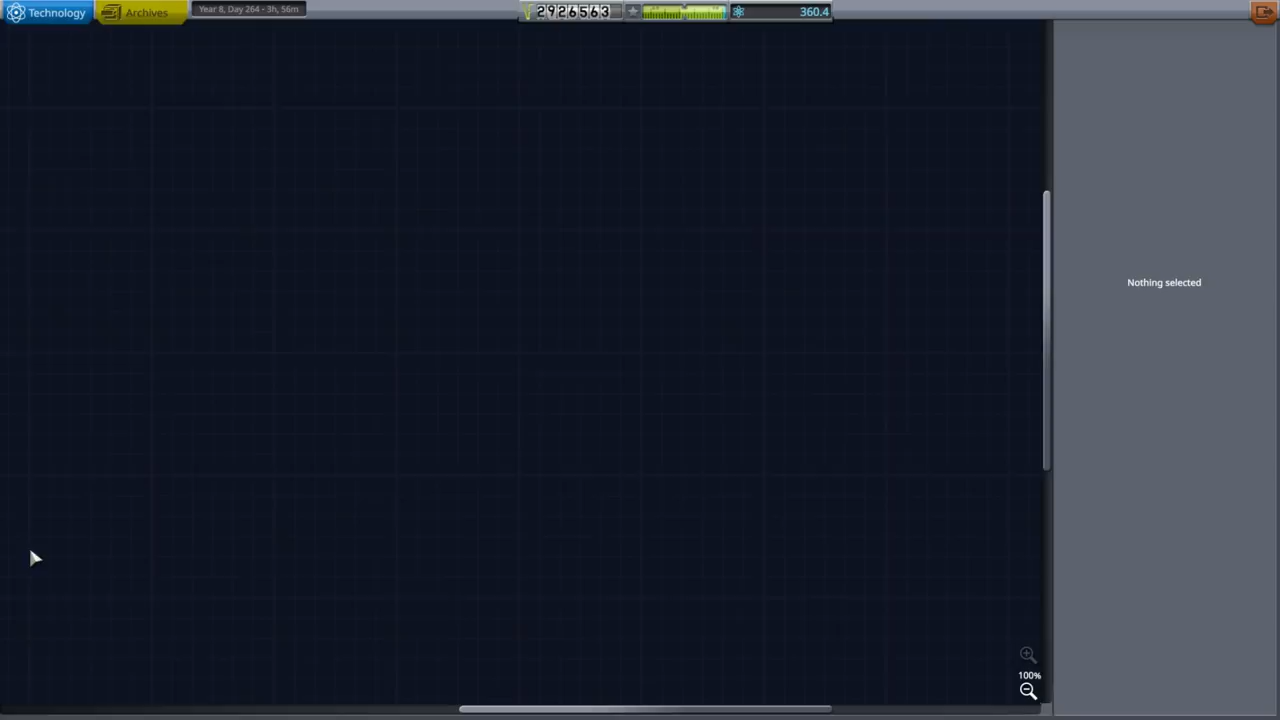 Technology
Archives
Year 8, Day 264 - 3h, 56m
2926563
360.4
Nothing selected
100%